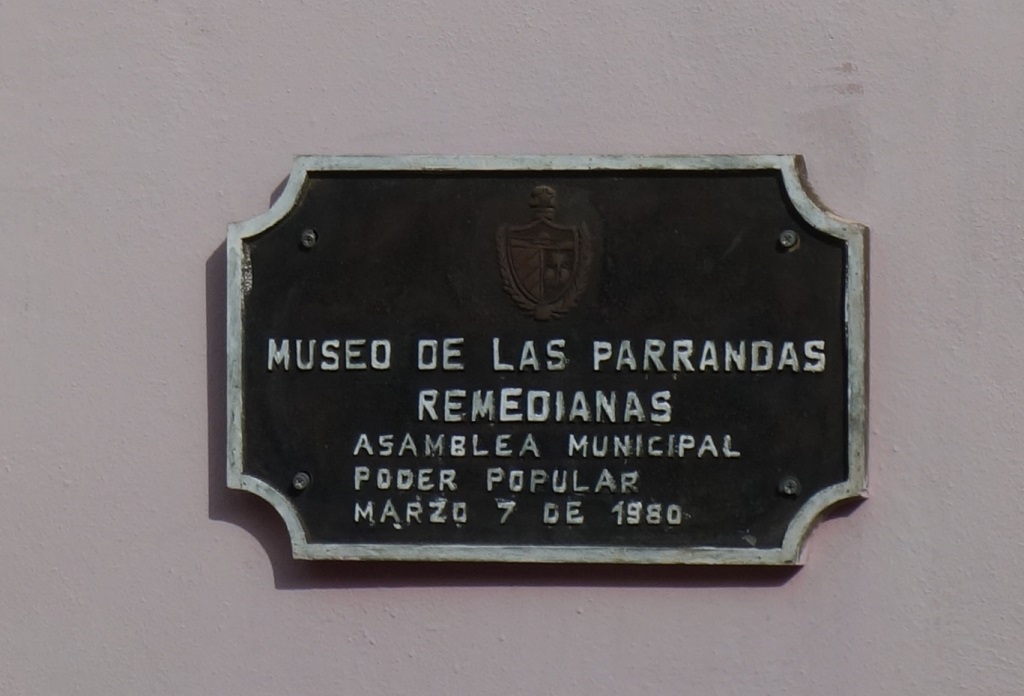 MUSEO DE LAS PARRANDAS
REMEDIANAS
ASAMBLEA MUNICIPAL
PODER POPULAR
MARZO 7 DE 1980